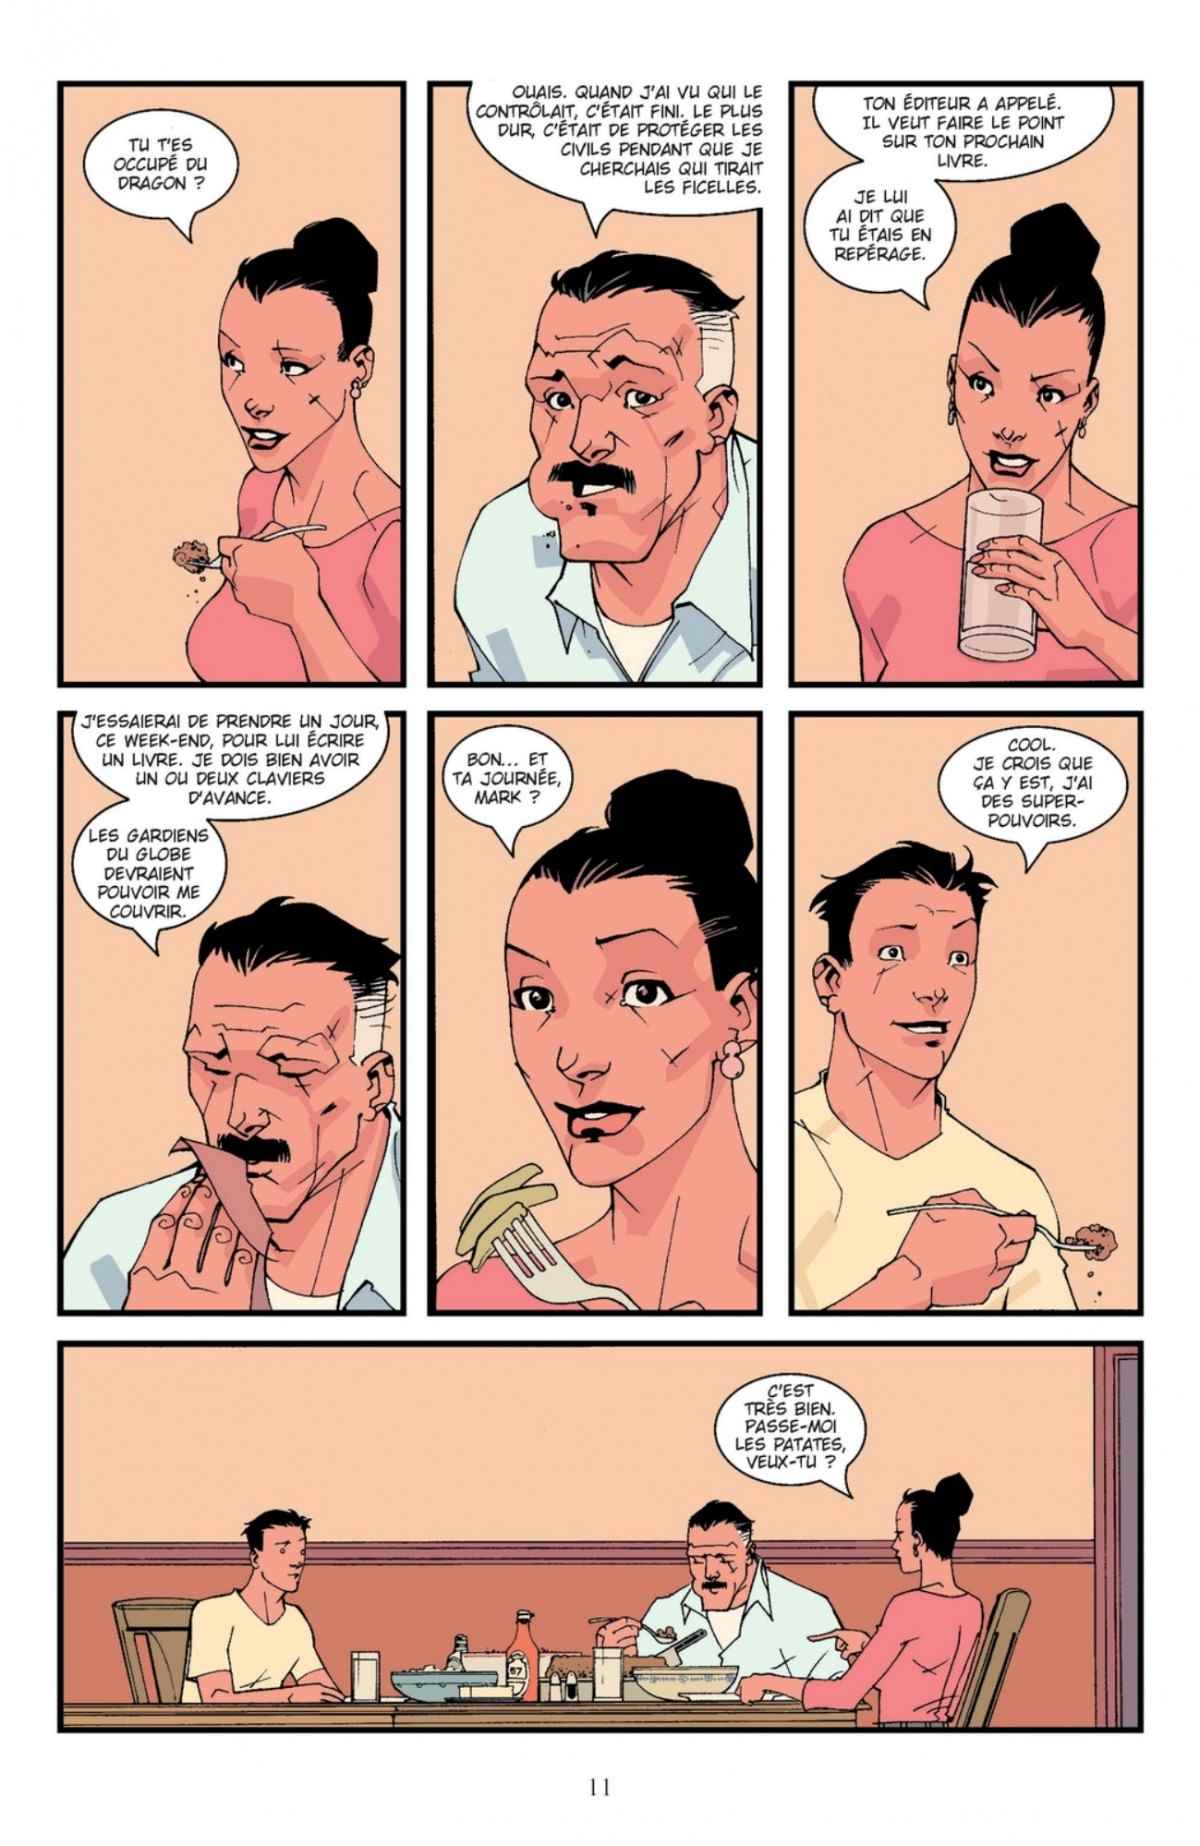 TU T'ES
OCCUPÉ DU
DRAGON ?
OUAIS. QUAND J'AI VU QUI LE
CONTRÔLAIT, C'ÉTAIT FINI. LE PLUS
DUR, C'ÉTAIT DE PROTÉGER LES
CIVILS PENDANT QUE JE
CHERCHAIS QUI TIRAIT
LES FICELLES.
TON ÉDITEUR A APPELÉ.
IL VEUT FAIRE LE POINT
SUR TON PROCHAIN
LIVRE.
JE LUI
AI DIT QUE
TU ÉTAIS EN
REPÉRAGE.
J'ESSAIERAI DE PRENDRE UN JOUR,
CE WEEK-END, POUR LUI ÉCRIRE
UN LIVRE. JE DOIS BIEN AVOIR
UN OU DEUX CLAVIERS
D'AVANCE.
LES GARDIENS
DU GLOBE
DEVRAIENT
POUVOIR ME
COUVRIR.
BON... ET
TA JOURNÉE,
MARK ?
COOL.
JE CROIS QUE
ÇA Y EST, J'AI
DES SUPER-
POUVOIRS.
C'EST
TRÈS BIEN.
PASSE-MOI
LES PATATES,
VEUX-TU ?
57
11